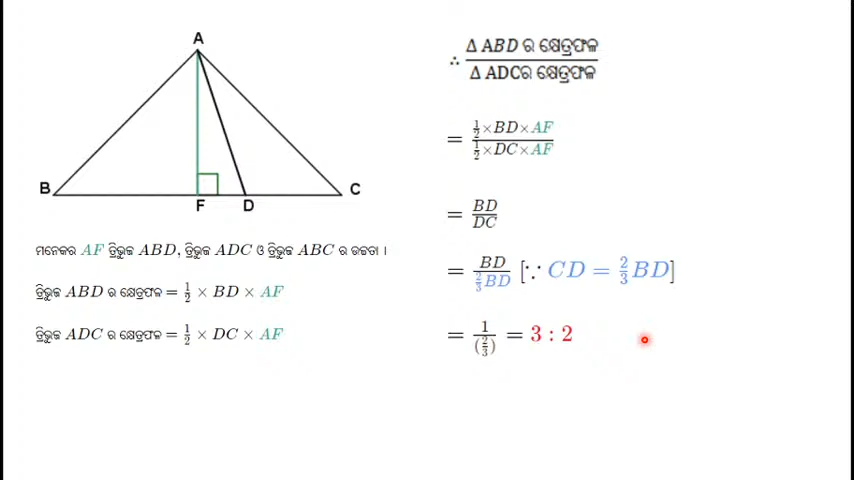 A
B
C
F
D
ମନେକର AF ତ୍ରିଭୁଜ ABD, ତ୍ରିଭୁଜ ADC ଓ ତ୍ରିଭୁଜ ABC ର ଉଚ୍ଚତା ।
ତ୍ରିଭୁଜ ABD ର କ୍ଷେତ୍ରଫଳ = 1/2 × BD × AF
ତ୍ରିଭୁଜ ADC ର କ୍ଷେତ୍ରଫଳ = 1/2 × DC × AF
∴ Δ ABD ର କ୍ଷେତ୍ରଫଳ / Δ ADCର କ୍ଷେତ୍ରଫଳ
= (1/2 × BD × AF) / (1/2 × DC × AF)
= BD / DC
= BD / (2/3 BD) [∵ CD = 2/3 BD]
= 1 / (2/3) = 3 : 2